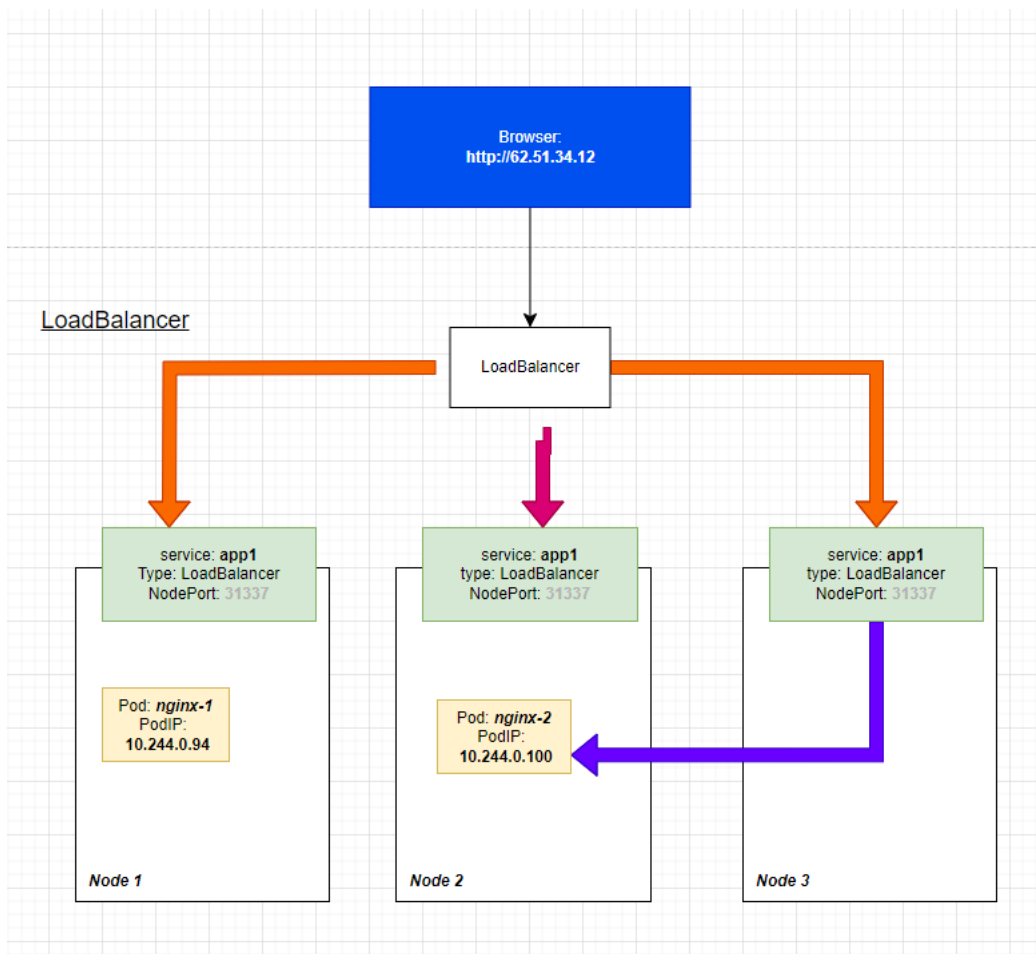 Browser:
http://62.51.34.12
LoadBalancer
LoadBalancer
service: app1
Type: LoadBalancer
NodePort: 31337
service: app1
type: LoadBalancer
NodePort: 31337
service: app1
type: LoadBalancer
NodePort: 31337
Pod: nginx-1
PodIP:
10.244.0.94
Pod: nginx-2
PodIP:
10.244.0.100
Node 1
Node 2
Node 3